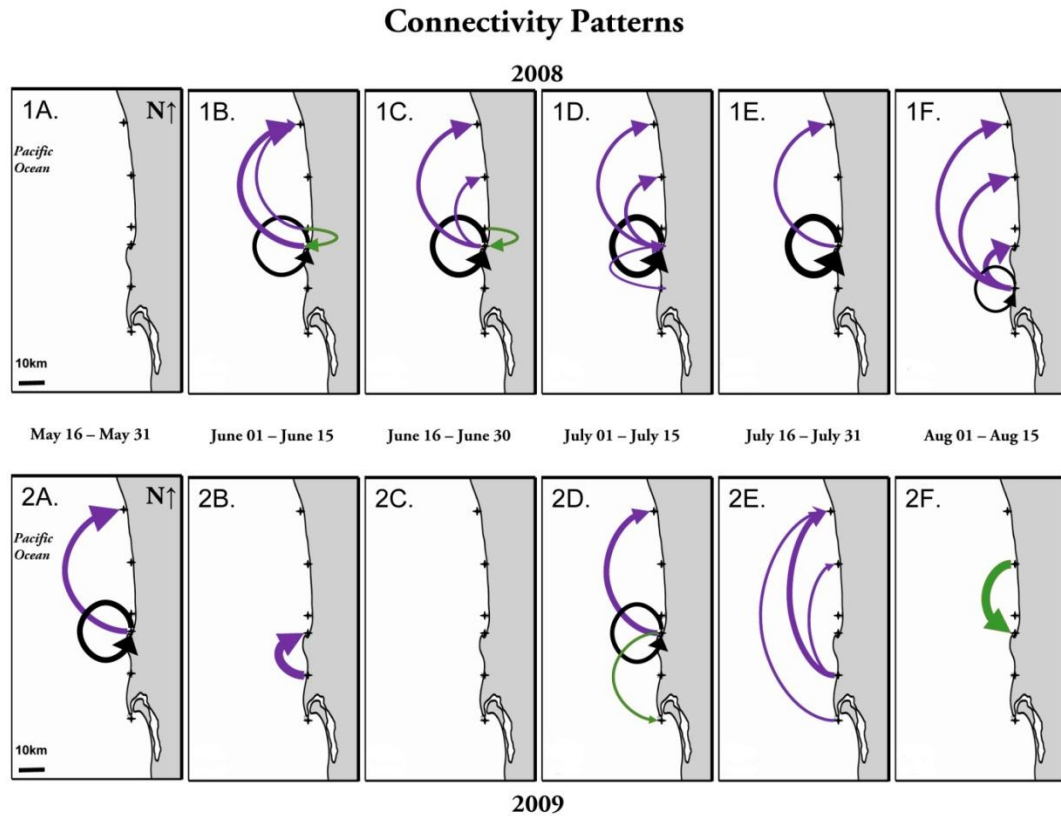 Connectivity Patterns
2008
1A.
N↑
Pacific
Ocean
10km
1B.
1C.
1D.
1E.
1F.
May 16 – May 31
June 01 – June 15
June 16 – June 30
July 01 – July 15
July 16 – July 31
Aug 01 – Aug 15
2A.
N↑
Pacific
Ocean
10km
2B.
2C.
2D.
2E.
2F.
2009